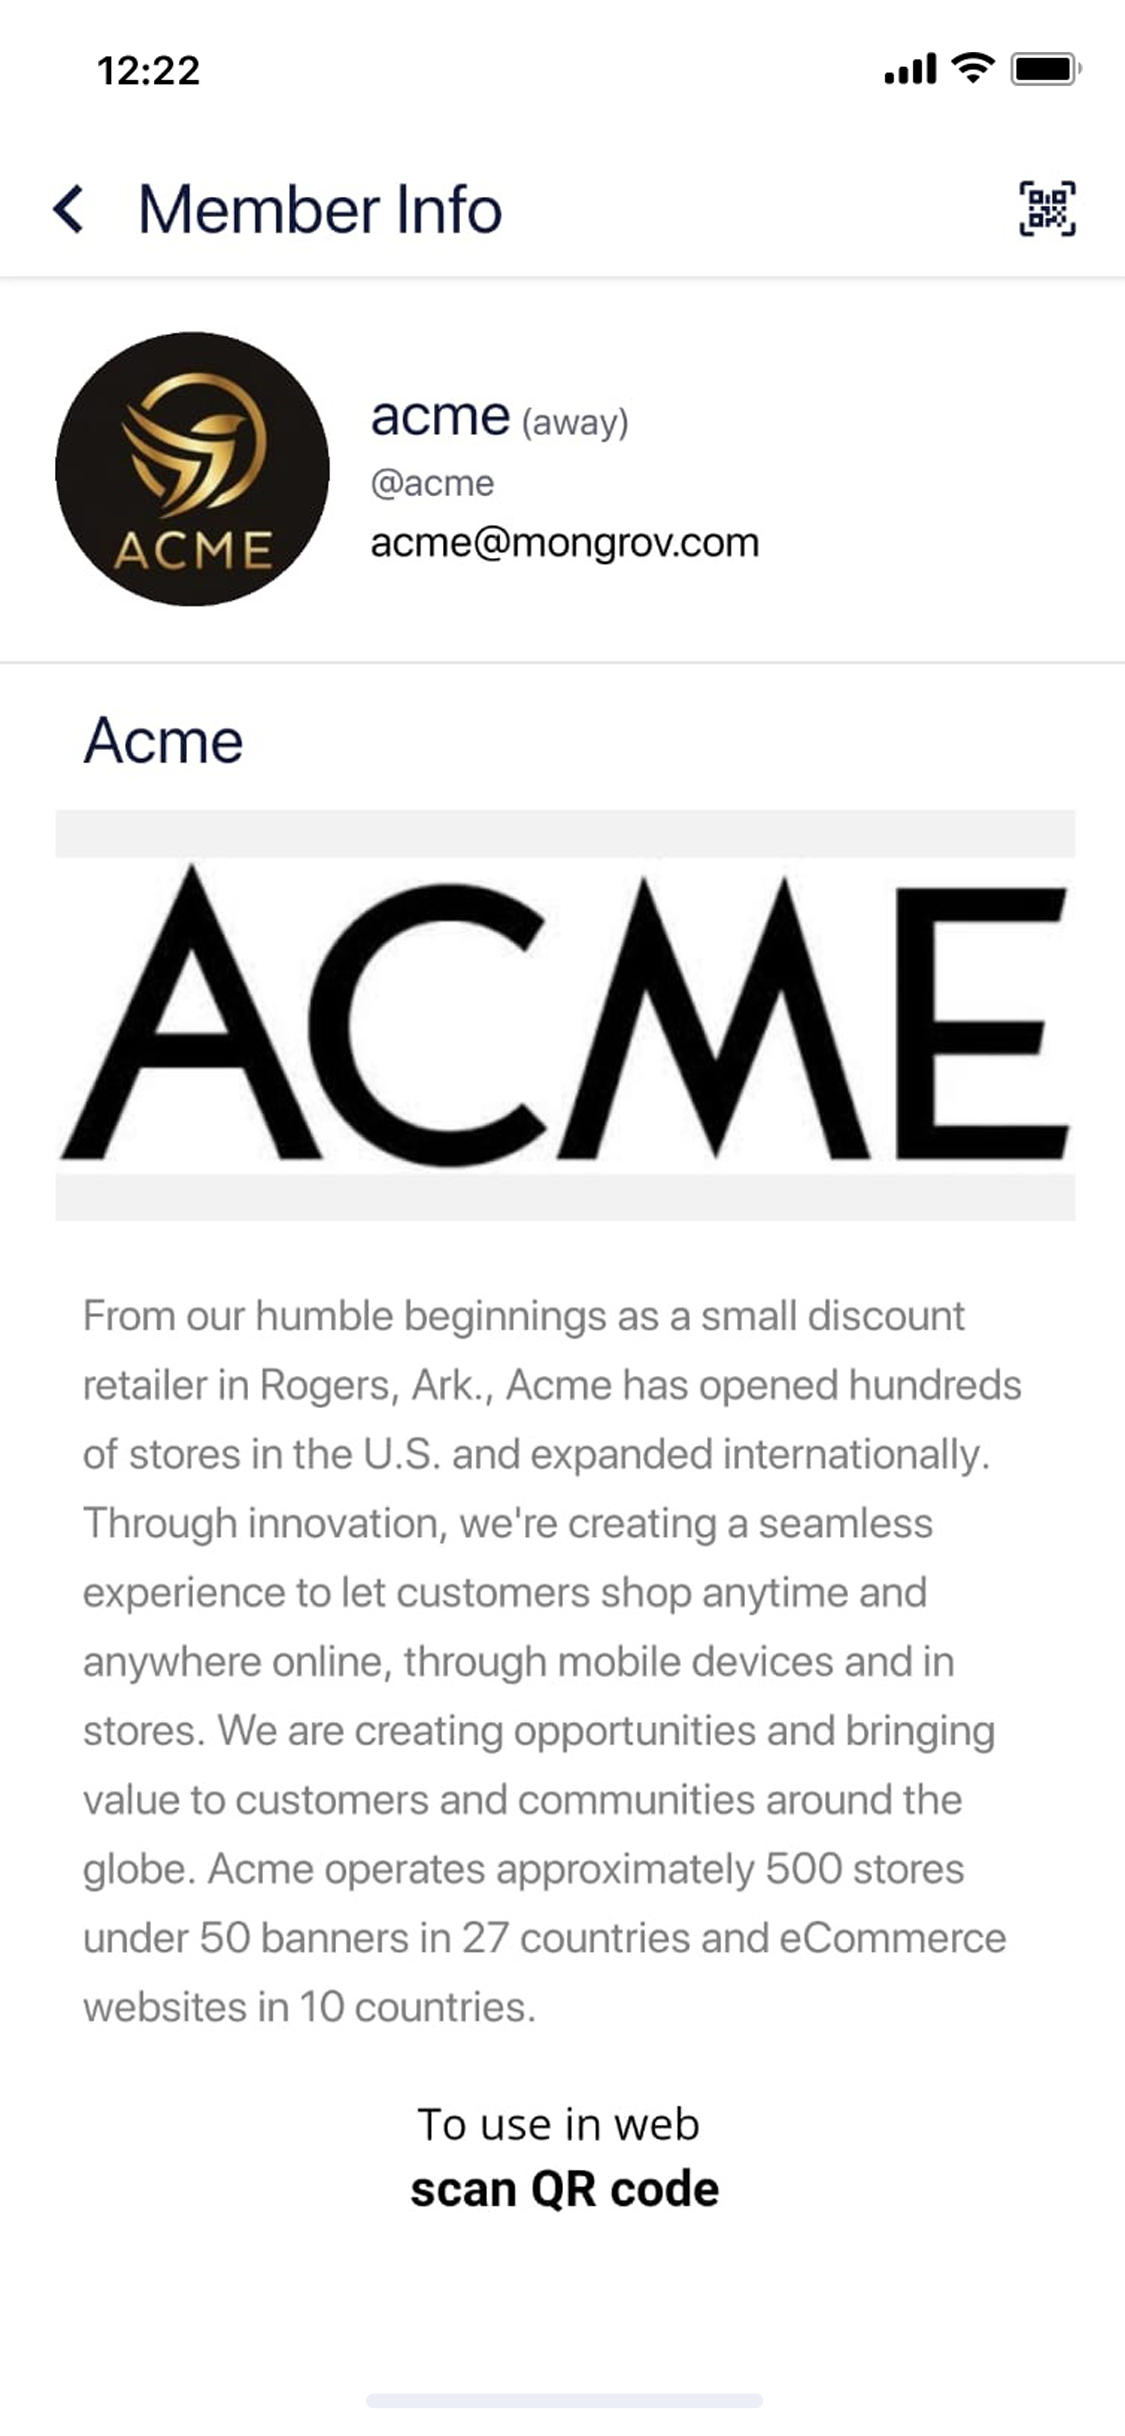 12:22
Member Info
ACME
acme (away)
@acme
acme@mongrov.com
Acme
ACME
From our humble beginnings as a small discount
retailer in Rogers, Ark., Acme has opened hundreds
of stores in the U.S. and expanded internationally.
Through innovation, we're creating a seamless
experience to let customers shop anytime and
anywhere online, through mobile devices and in
stores. We are creating opportunities and bringing
value to customers and communities around the
globe. Acme operates approximately 500 stores
under 50 banners in 27 countries and eCommerce
websites in 10 countries.
To use in web
scan QR code